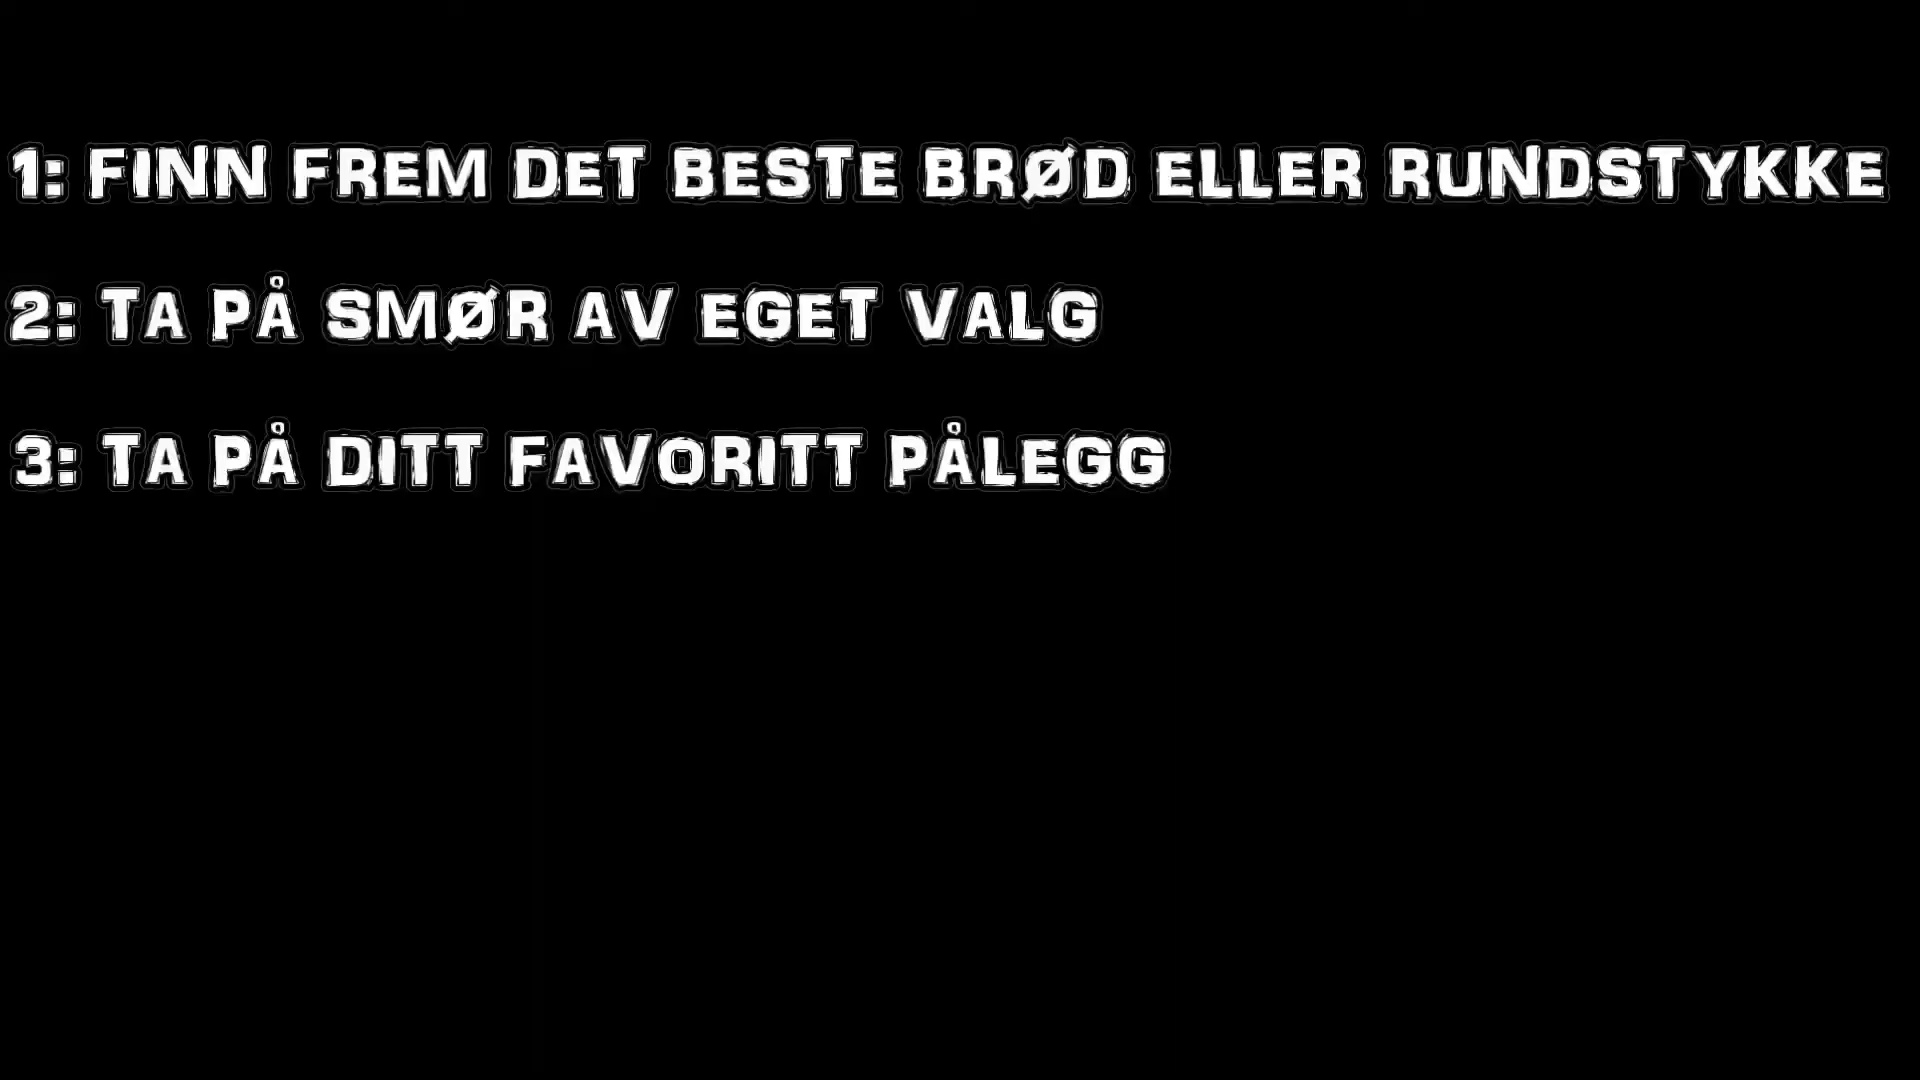 1: FINN FREM DET BESTE BRØD ELLER RUNDSTYKKE
2: TA PÅ SMØR AV EGET VALG
3: TA PÅ DITT FAVORITT PÅLEGG